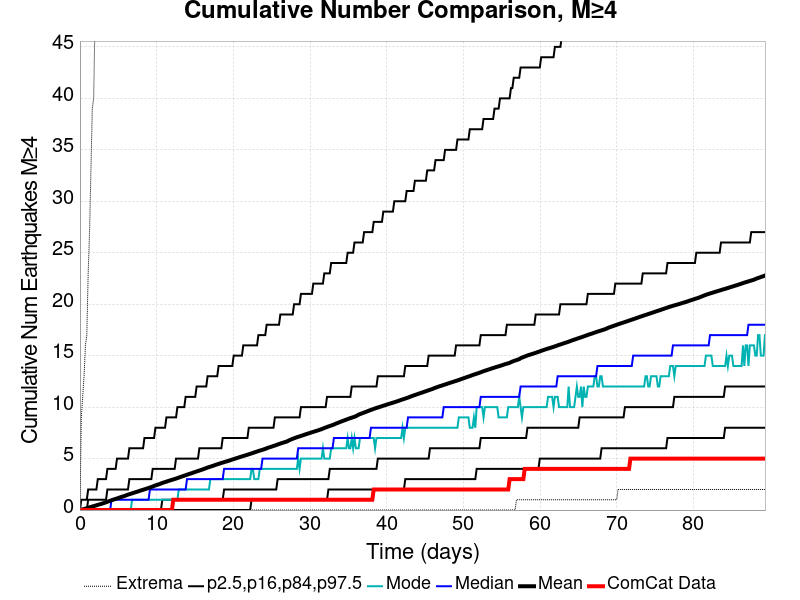 Cumulative Number Comparison, M≥4
Cumulative Num Earthquakes M≥4
45
40
35
30
25
20
15
10
5
0
0 10 20 30 40 50 60 70 80
Time (days)
Extrema p2.5,p16,p84,p97.5 Mode Median Mean ComCat Data